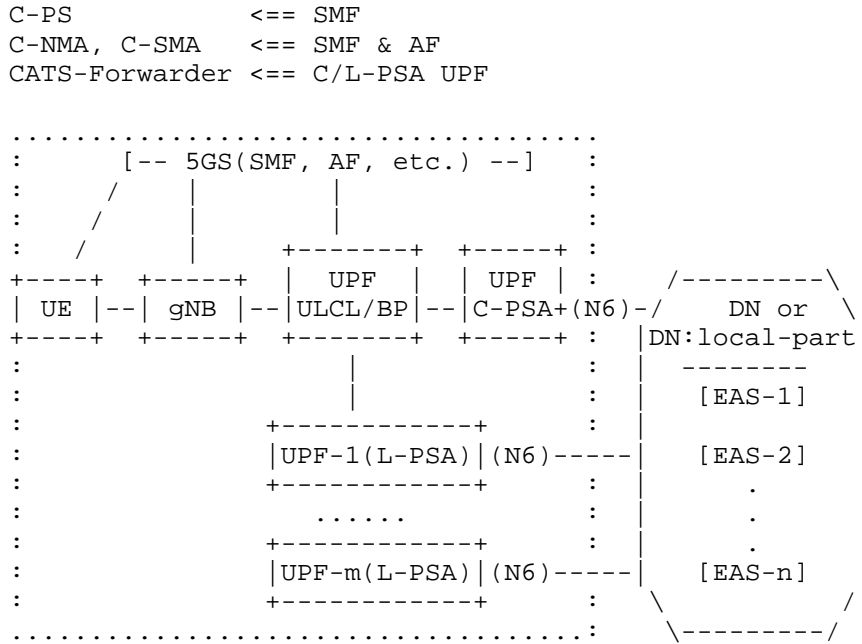 C-PS            <== SMF
C-NMA, C-SMA    <== SMF & AF
CATS-Forwarder <== C/L-PSA UPF
[-- 5GS(SMF, AF, etc.) --]
UPF UPF
UE gNB ULCL/BP C-PSA (N6) DN or
DN:local-part
[EAS-1]
UPF-1(L-PSA) (N6) [EAS-2]
......
UPF-m(L-PSA) (N6) [EAS-n]